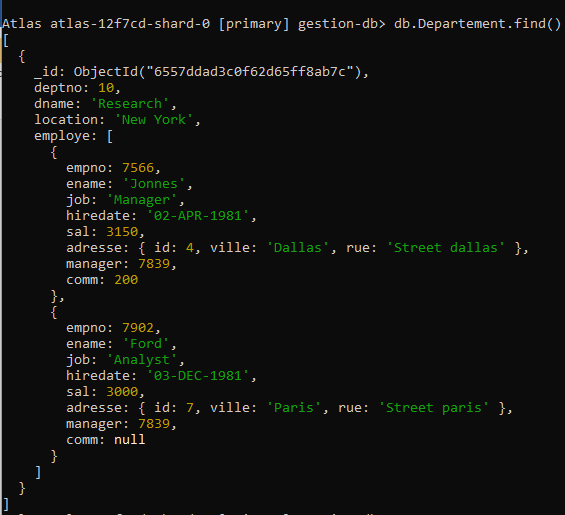 Atlas atlas-12f7cd-shard-0 [primary] gestion-db> db.Departement.find()
[
  {
    _id: ObjectId("6557ddad3c0f62d65ff8ab7c"),
    deptno: 10,
    dname: 'Research',
    location: 'New York',
    employe: [
      {
        empno: 7566,
        ename: 'Jonnes',
        job: 'Manager',
        hiredate: '02-APR-1981',
        sal: 3150,
        adresse: { id: 4, ville: 'Dallas', rue: 'Street dallas' },
        manager: 7839,
        comm: 200
      },
      {
        empno: 7902,
        ename: 'Ford',
        job: 'Analyst',
        hiredate: '03-DEC-1981',
        sal: 3000,
        adresse: { id: 7, ville: 'Paris', rue: 'Street paris' },
        manager: 7839,
        comm: null
      }
    ]
  }
]